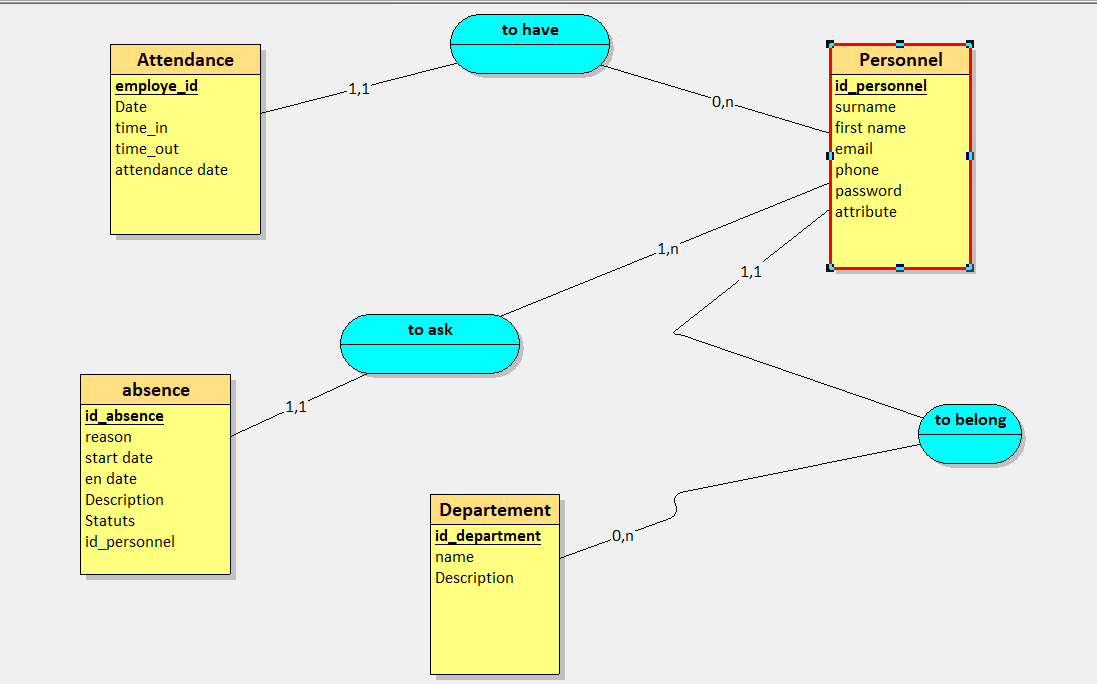 to have
Attendance
employe_id
Date
time_in
time_out
attendance date
1,1
0,n
Personnel
id_personnel
surname
first name
email
phone
password
attribute
1,n
1,1
to ask
1,1
absence
id_absence
reason
start date
en date
Description
Statuts
id_personnel
to belong
Departement
id_department
name
Description
0,n